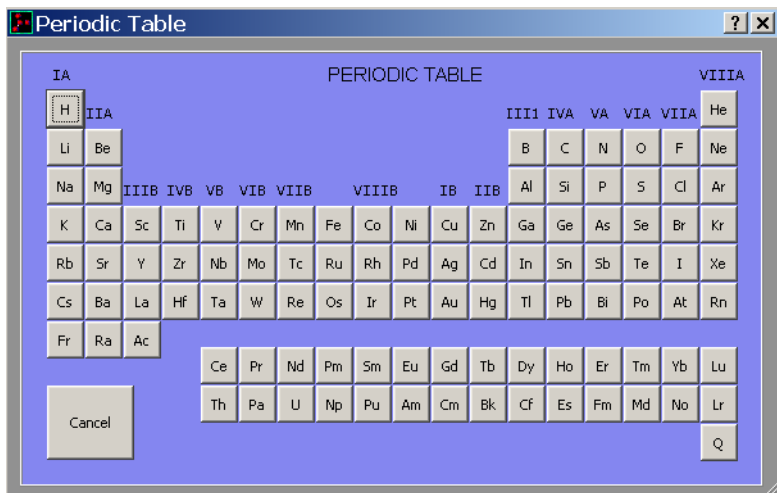 Periodic Table ? X
IA PERIODIC TABLE VIIIA
H IIA III1 IVA VA VIA VIIA He
Li Be B C N O F Ne
Na Mg IIIB IVB VB VIB VIIB VIIIB IB IIB Al Si P S Cl Ar
K Ca Sc Ti V Cr Mn Fe Co Ni Cu Zn Ga Ge As Se Br Kr
Rb Sr Y Zr Nb Mo Tc Ru Rh Pd Ag Cd In Sn Sb Te I Xe
Cs Ba La Hf Ta W Re Os Ir Pt Au Hg Tl Pb Bi Po At Rn
Fr Ra Ac
Ce Pr Nd Pm Sm Eu Gd Tb Dy Ho Er Tm Yb Lu
Th Pa U Np Pu Am Cm Bk Cf Es Fm Md No Lr
Cancel
Q